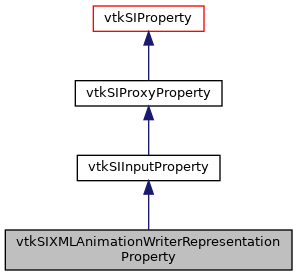 vtkSIProperty
vtkSIProxyProperty
vtkSIInputProperty
vtkSIXMLAnimationWriterRepresentation
Property